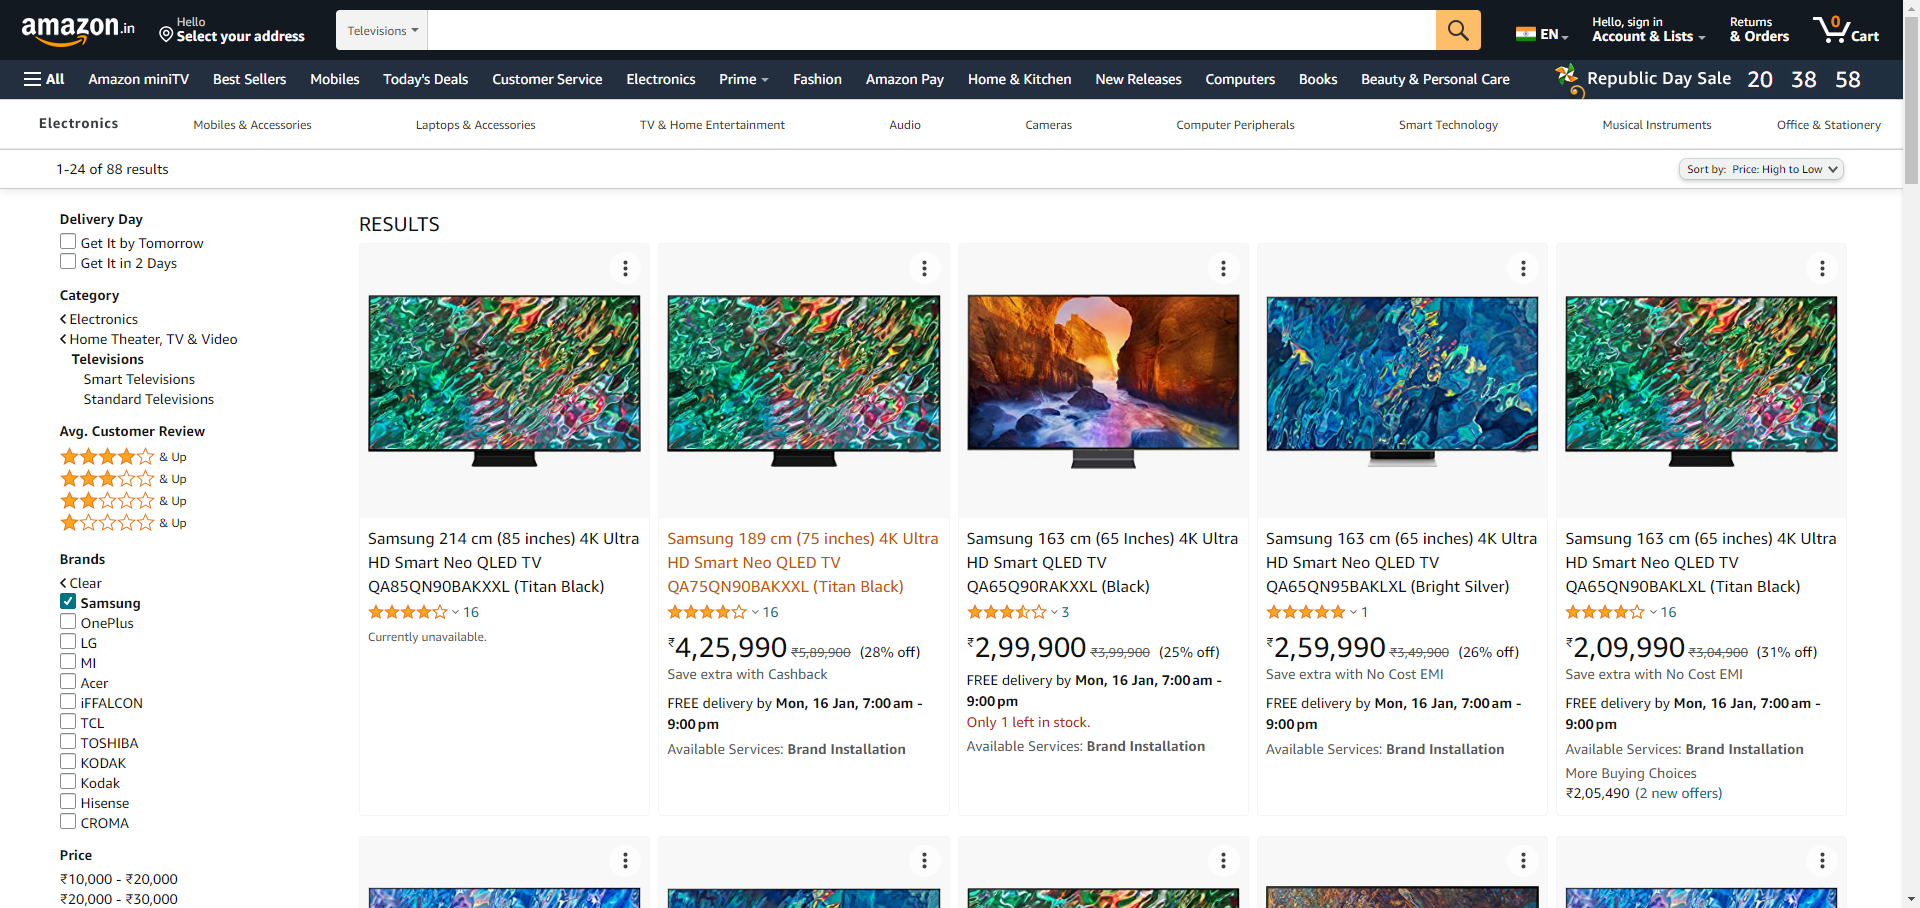 amazon.in
Hello
Select your address
Televisions
EN
Hello, sign in
Account & Lists
Returns
& Orders
0
Cart
All
Amazon miniTV
Best Sellers
Mobiles
Today's Deals
Customer Service
Electronics
Prime
Fashion
Amazon Pay
Home & Kitchen
New Releases
Computers
Books
Beauty & Personal Care
Republic Day Sale 20 38 58
Electronics
Mobiles & Accessories
Laptops & Accessories
TV & Home Entertainment
Audio
Cameras
Computer Peripherals
Smart Technology
Musical Instruments
Office & Stationery
1-24 of 88 results
Sort by: Price: High to Low
Delivery Day
Get It by Tomorrow
Get It in 2 Days
Category
Electronics
Home Theater, TV & Video
Televisions
Smart Televisions
Standard Televisions
Avg. Customer Review
& Up
& Up
& Up
& Up
Brands
Clear
Samsung
OnePlus
LG
MI
Acer
iFFALCON
TCL
TOSHIBA
KODAK
Kodak
Hisense
CROMA
Price
₹10,000 - ₹20,000
₹20,000 - ₹30,000
RESULTS
Samsung 214 cm (85 inches) 4K Ultra
HD Smart Neo QLED TV
QA85QN90BAKXXL (Titan Black)
16
Currently unavailable.
Samsung 189 cm (75 inches) 4K Ultra
HD Smart Neo QLED TV
QA75QN90BAKXXL (Titan Black)
16
₹4,25,990 ₹5,89,900 (28% off)
Save extra with Cashback
FREE delivery by Mon, 16 Jan, 7:00 am -
9:00 pm
Available Services: Brand Installation
Samsung 163 cm (65 Inches) 4K Ultra
HD Smart QLED TV
QA65Q90RAKXXL (Black)
3
₹2,99,900 ₹3,99,900 (25% off)
FREE delivery by Mon, 16 Jan, 7:00 am -
9:00 pm
Only 1 left in stock.
Available Services: Brand Installation
Samsung 163 cm (65 inches) 4K Ultra
HD Smart Neo QLED TV
QA65QN95BAKLXL (Bright Silver)
1
₹2,59,990 ₹3,49,900 (26% off)
Save extra with No Cost EMI
FREE delivery by Mon, 16 Jan, 7:00 am -
9:00 pm
Available Services: Brand Installation
Samsung 163 cm (65 inches) 4K Ultra
HD Smart Neo QLED TV
QA65QN90BAKLXL (Titan Black)
16
₹2,09,990 ₹3,04,900 (31% off)
Save extra with No Cost EMI
FREE delivery by Mon, 16 Jan, 7:00 am -
9:00 pm
Available Services: Brand Installation
More Buying Choices
₹2,05,490 (2 new offers)